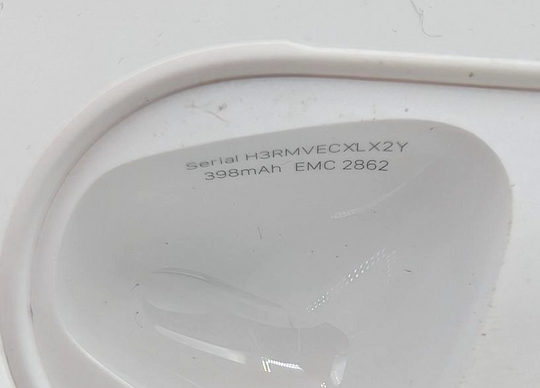 Serial H3RMVECXLX2Y
398mAh EMC 2862